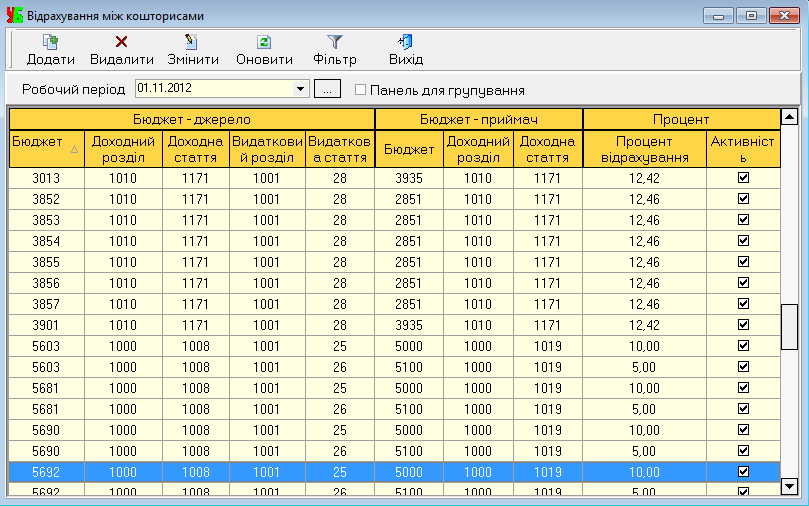 УБ Відрахування між кошторисами
Додати Видалити Змінити Оновити Фільтр Вихід
Робочий період 01.11.2012 ... Панель для групування
Бюджет - джерело Бюджет - приймач Процент
Бюджет Доходний розділ Доходна стаття Видатковий розділ Видаткова стаття Бюджет Доходний розділ Доходна стаття Процент відрахування Активність
3013 1010 1171 1001 28 3935 1010 1171 12,42
3852 1010 1171 1001 28 2851 1010 1171 12,46
3853 1010 1171 1001 28 2851 1010 1171 12,46
3854 1010 1171 1001 28 2851 1010 1171 12,46
3855 1010 1171 1001 28 2851 1010 1171 12,46
3856 1010 1171 1001 28 2851 1010 1171 12,46
3857 1010 1171 1001 28 2851 1010 1171 12,46
3901 1010 1171 1001 28 3935 1010 1171 12,42
5603 1000 1008 1001 25 5000 1000 1019 10,00
5603 1000 1008 1001 26 5100 1000 1019 5,00
5681 1000 1008 1001 25 5000 1000 1019 10,00
5681 1000 1008 1001 26 5100 1000 1019 5,00
5690 1000 1008 1001 25 5000 1000 1019 10,00
5690 1000 1008 1001 26 5100 1000 1019 5,00
5692 1000 1008 1001 25 5000 1000 1019 10,00
5692 1000 1008 1001 26 5100 1000 1019 5,00